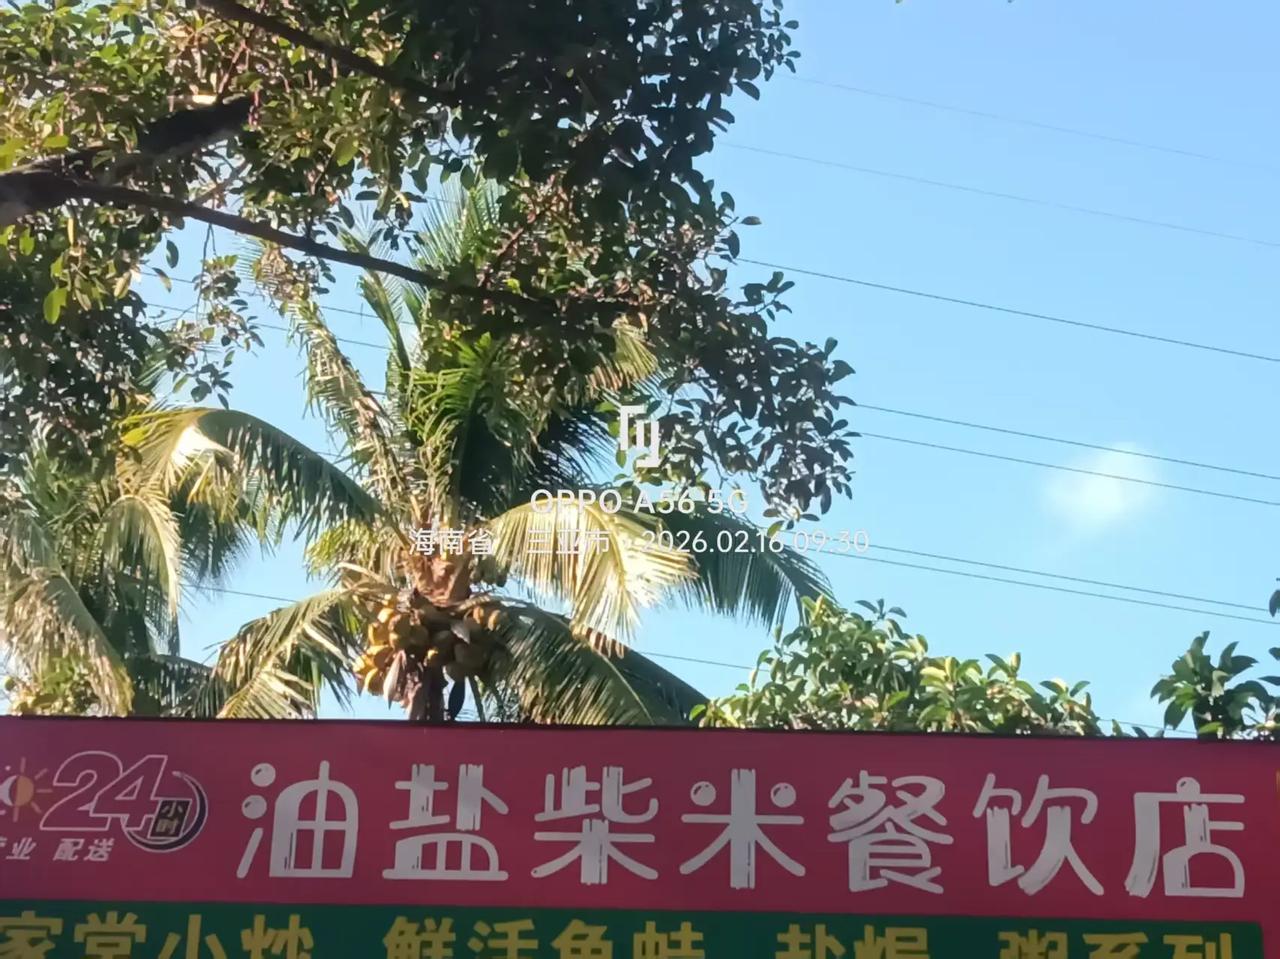 OPPO A56 5G
海南省 三亚市 2026.02.16 09:30
24小时
油盐柴米餐饮店
业 配送
家常小炒 鲜活鱼蛙 盐焗 粥系列